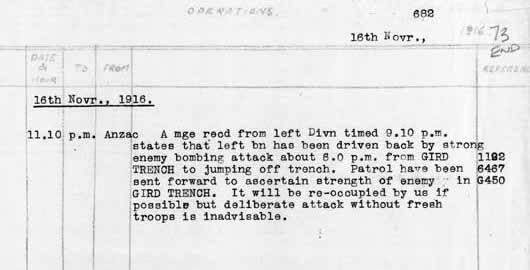 OPERATIONS.
682
16th Novr., 1916. 73
END
DATE & HOUR TO FROM REFERENCE
16th Novr., 1916.
11.10 p.m. Anzac A mge recd from left Divn timed 9.10 p.m.
states that left bn has been driven back by strong
enemy bombing attack about 6.0 p.m. from GIRD 1192
TRENCH to jumping off trench. Patrol have been 6467
sent forward to ascertain strength of enemy in G450
GIRD TRENCH. It will be re-occupied by us if
possible but deliberate attack without fresh
troops is inadvisable.